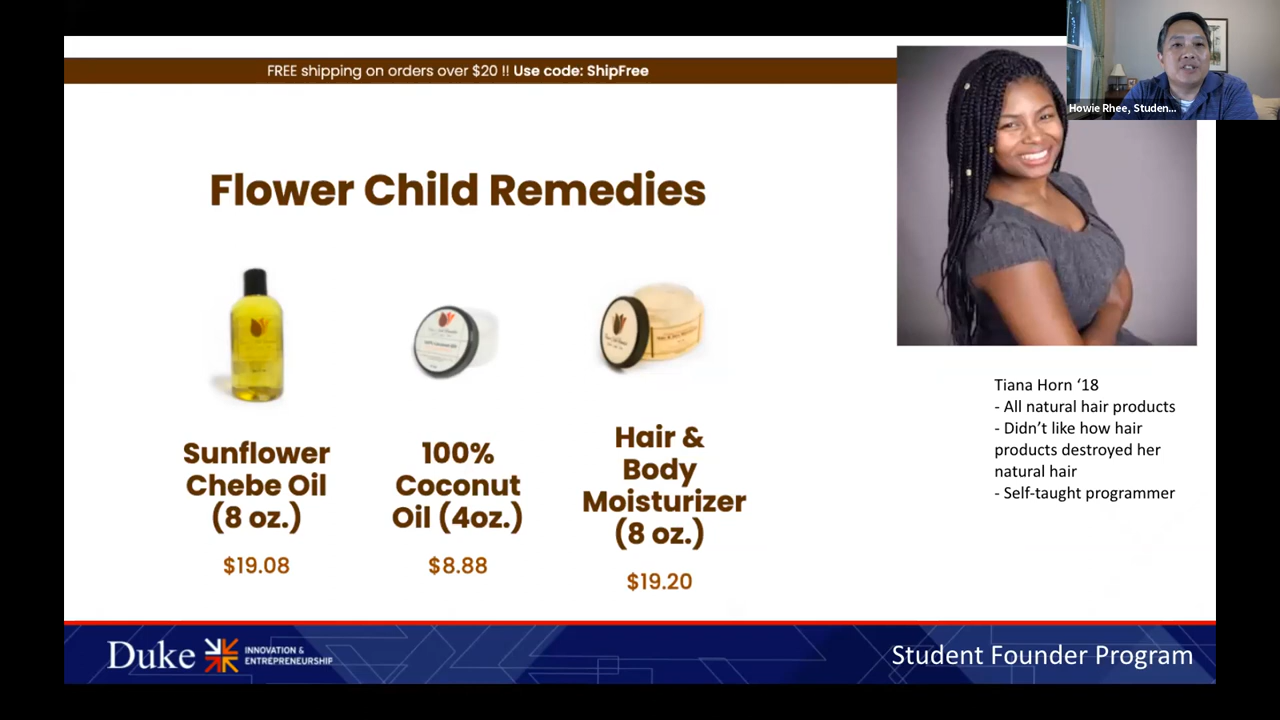 FREE shipping on orders over $20 !! Use code: ShipFree
Howie Rhee, Studen...
Flower Child Remedies
Sunflower
Chebe Oil
(8 oz.)
$19.08
100%
Coconut
Oil (4oz.)
$8.88
Hair &
Body
Moisturizer
(8 oz.)
$19.20
Tiana Horn ‘18
- All natural hair products
- Didn’t like how hair
products destroyed her
natural hair
- Self-taught programmer
Duke
INNOVATION &
ENTREPRENEURSHIP
Student Founder Program